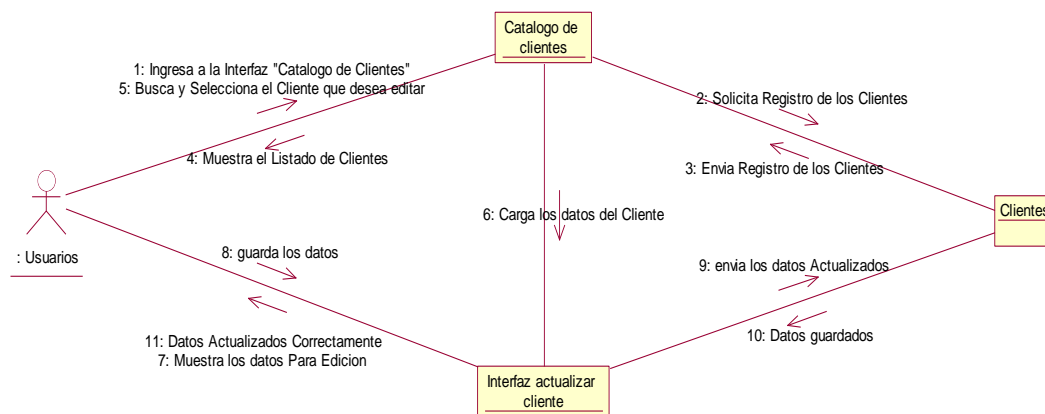 Catalogo de
clientes
1: Ingresa a la Interfaz "Catalogo de Clientes"
5: Busca y Selecciona el Cliente que desea editar
2: Solicita Registro de los Clientes
4: Muestra el Listado de Clientes
3: Envia Registro de los Clientes
: Usuarios
6: Carga los datos del Cliente
Clientes
8: guarda los datos
9: envia los datos Actualizados
11: Datos Actualizados Correctamente
7: Muestra los datos Para Edicion
10: Datos guardados
Interfaz actualizar
cliente